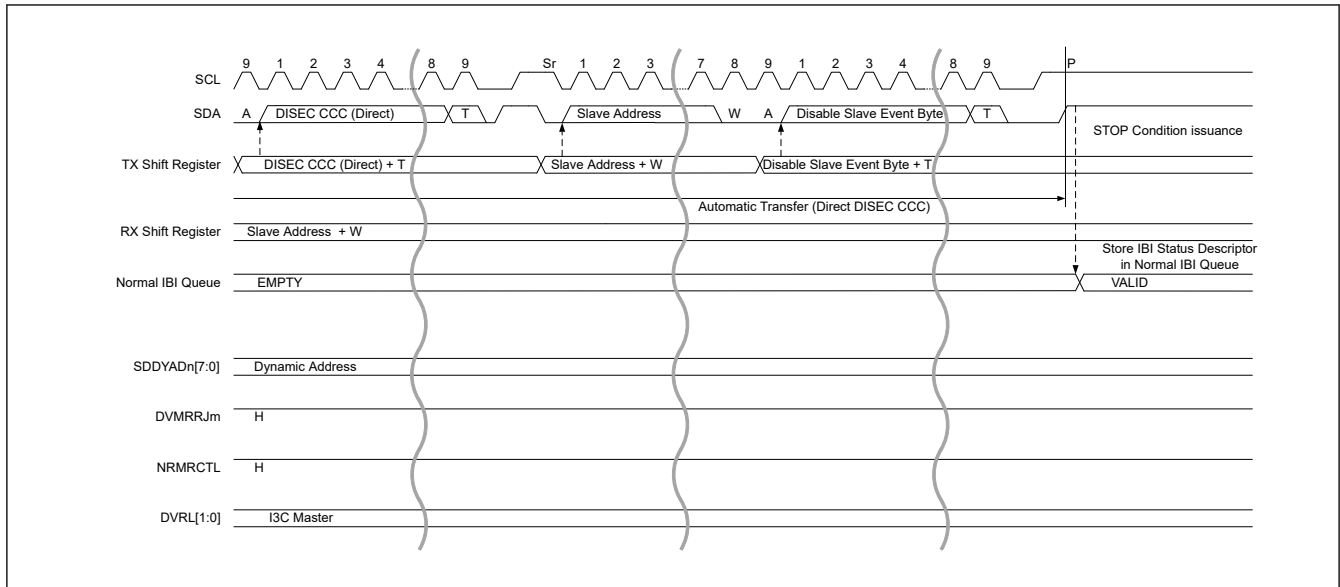 9 1 2 3 4 8 9 Sr 1 2 3 7 8 9 1 2 3 4 8 9 P
SCL
SDA A DISEC CCC (Direct) T Slave Address W A Disable Slave Event Byte T
STOP Condition issuance
TX Shift Register DISEC CCC (Direct) + T Slave Address + W Disable Slave Event Byte + T
Automatic Transfer (Direct DISEC CCC)
RX Shift Register Slave Address + W
Store IBI Status Descriptor
in Normal IBI Queue
Normal IBI Queue EMPTY VALID
SDDYADn[7:0] Dynamic Address
DVMRRJm H
NRMRCTL H
DVRL[1:0] I3C Master